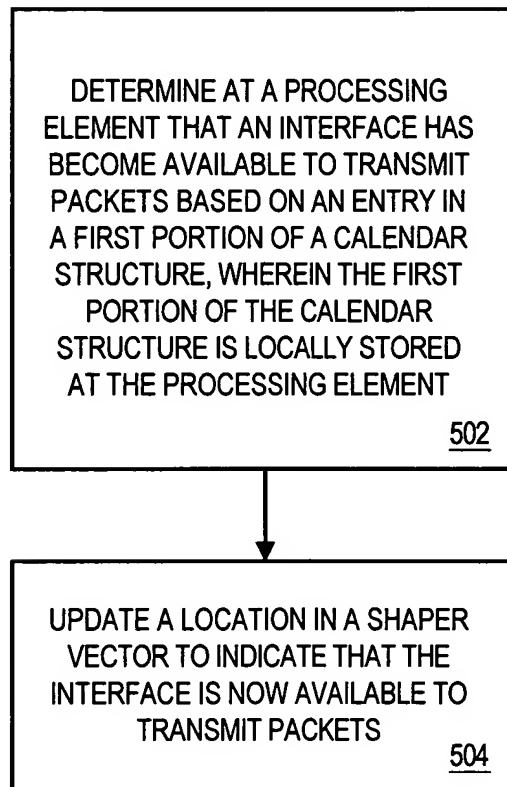 DETERMINE AT A PROCESSING
ELEMENT THAT AN INTERFACE HAS
BECOME AVAILABLE TO TRANSMIT
PACKETS BASED ON AN ENTRY IN
A FIRST PORTION OF A CALENDAR
STRUCTURE, WHEREIN THE FIRST
PORTION OF THE CALENDAR
STRUCTURE IS LOCALLY STORED
AT THE PROCESSING ELEMENT
502
UPDATE A LOCATION IN A SHAPER
VECTOR TO INDICATE THAT THE
INTERFACE IS NOW AVAILABLE TO
TRANSMIT PACKETS
504